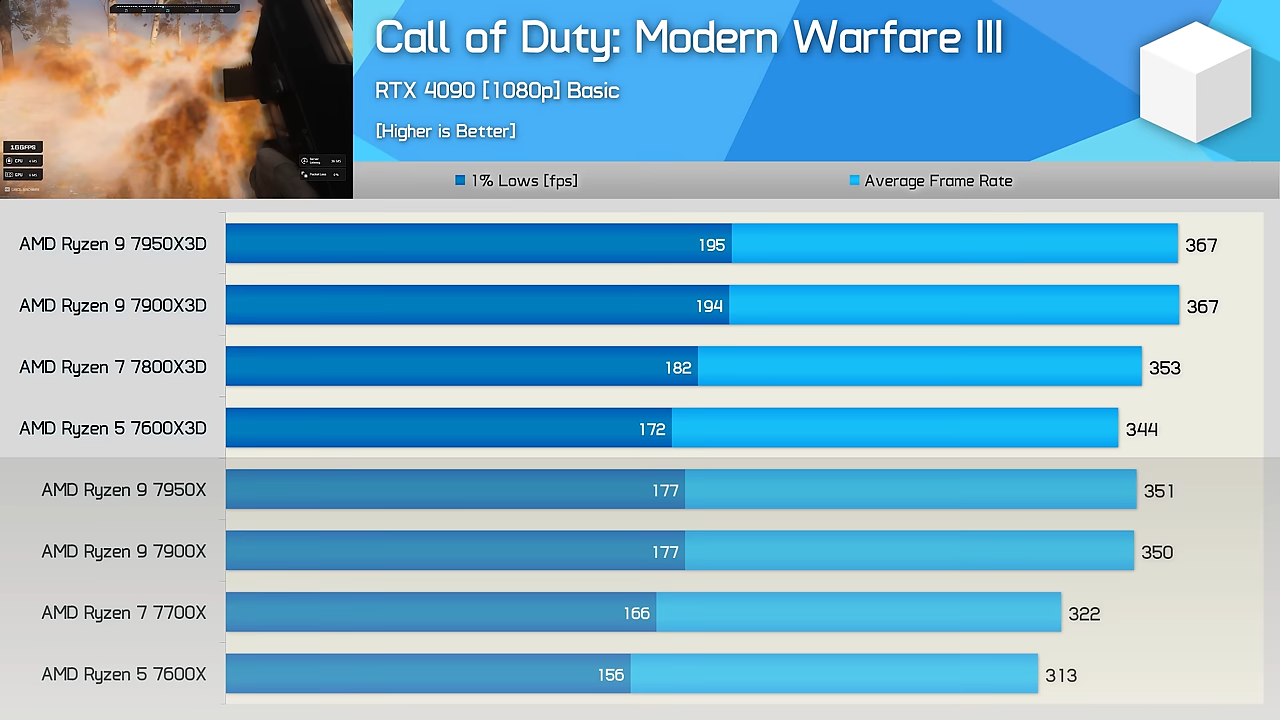 Call of Duty: Modern Warfare III
RTX 4090 [1080p] Basic
[Higher is Better]
166FPS
CPU
GPU
1% Lows [fps] Average Frame Rate
AMD Ryzen 9 7950X3D 195 367
AMD Ryzen 9 7900X3D 194 367
AMD Ryzen 7 7800X3D 182 353
AMD Ryzen 5 7600X3D 172 344
AMD Ryzen 9 7950X 177 351
AMD Ryzen 9 7900X 177 350
AMD Ryzen 7 7700X 166 322
AMD Ryzen 5 7600X 156 313